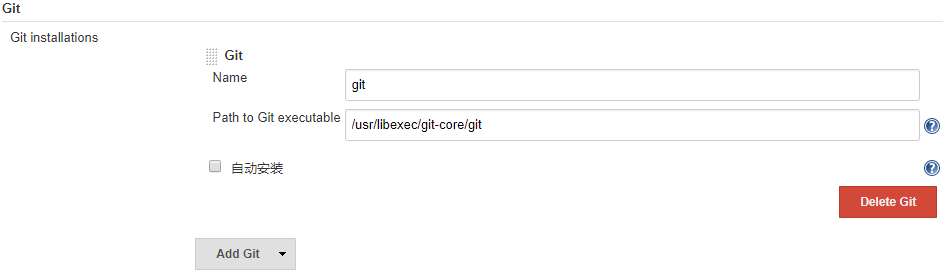 Git
Git installations
Git
Name
git
Path to Git executable
/usr/libexec/git-core/git
自动安装
Delete Git
Add Git